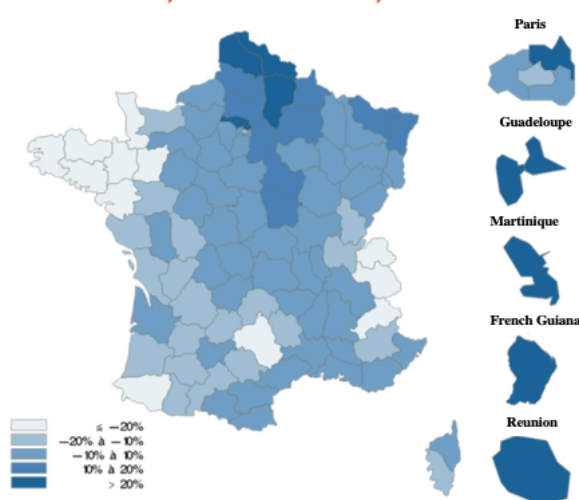 Paris
Guadeloupe
Martinique
French Guiana
Reunion
≤ −20%
−20% à −10%
−10% à 10%
10% à 20%
> 20%